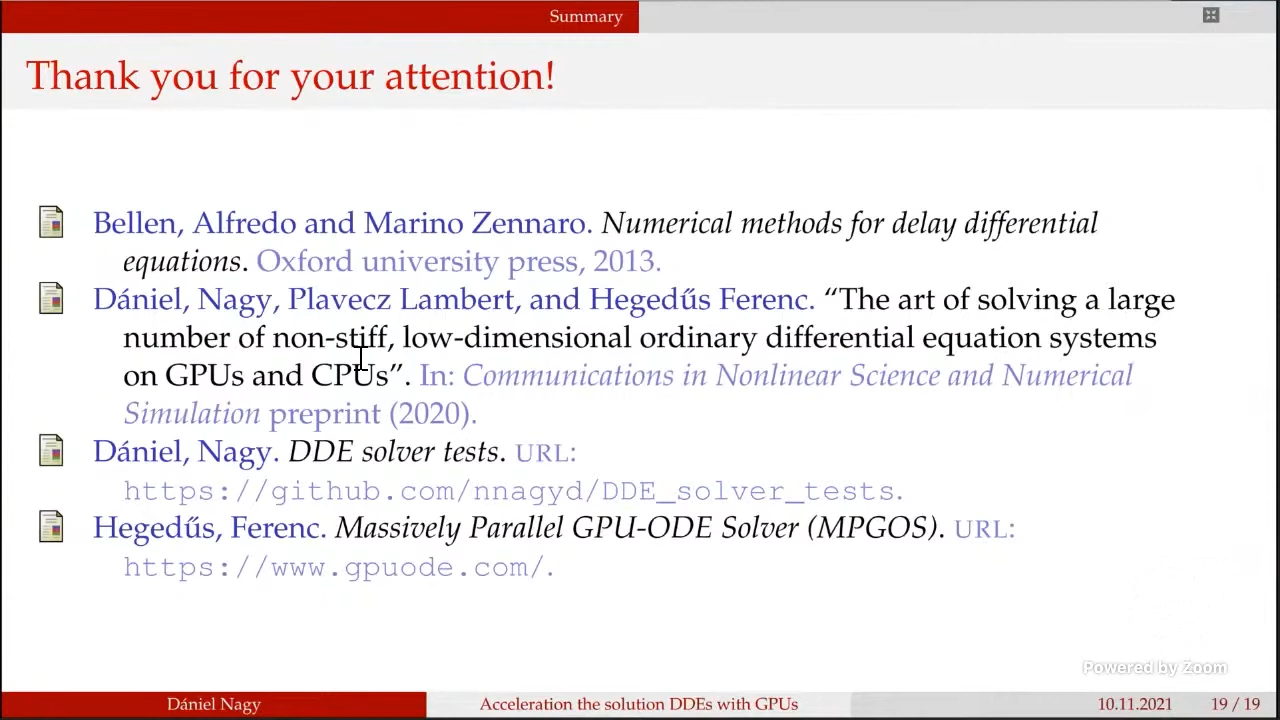 Summary
Thank you for your attention!
Bellen, Alfredo and Marino Zennaro. Numerical methods for delay differential
equations. Oxford university press, 2013.
Dániel, Nagy, Plavecz Lambert, and Hegedűs Ferenc. “The art of solving a large
number of non-stiff, low-dimensional ordinary differential equation systems
on GPUs and CPUs”. In: Communications in Nonlinear Science and Numerical
Simulation preprint (2020).
Dániel, Nagy. DDE solver tests. URL:
https://github.com/nnagyd/DDE_solver_tests.
Hegedűs, Ferenc. Massively Parallel GPU-ODE Solver (MPGOS). URL:
https://www.gpuode.com/.
Powered by Zoom
Dániel Nagy Acceleration the solution DDEs with GPUs 10.11.2021 19 / 19